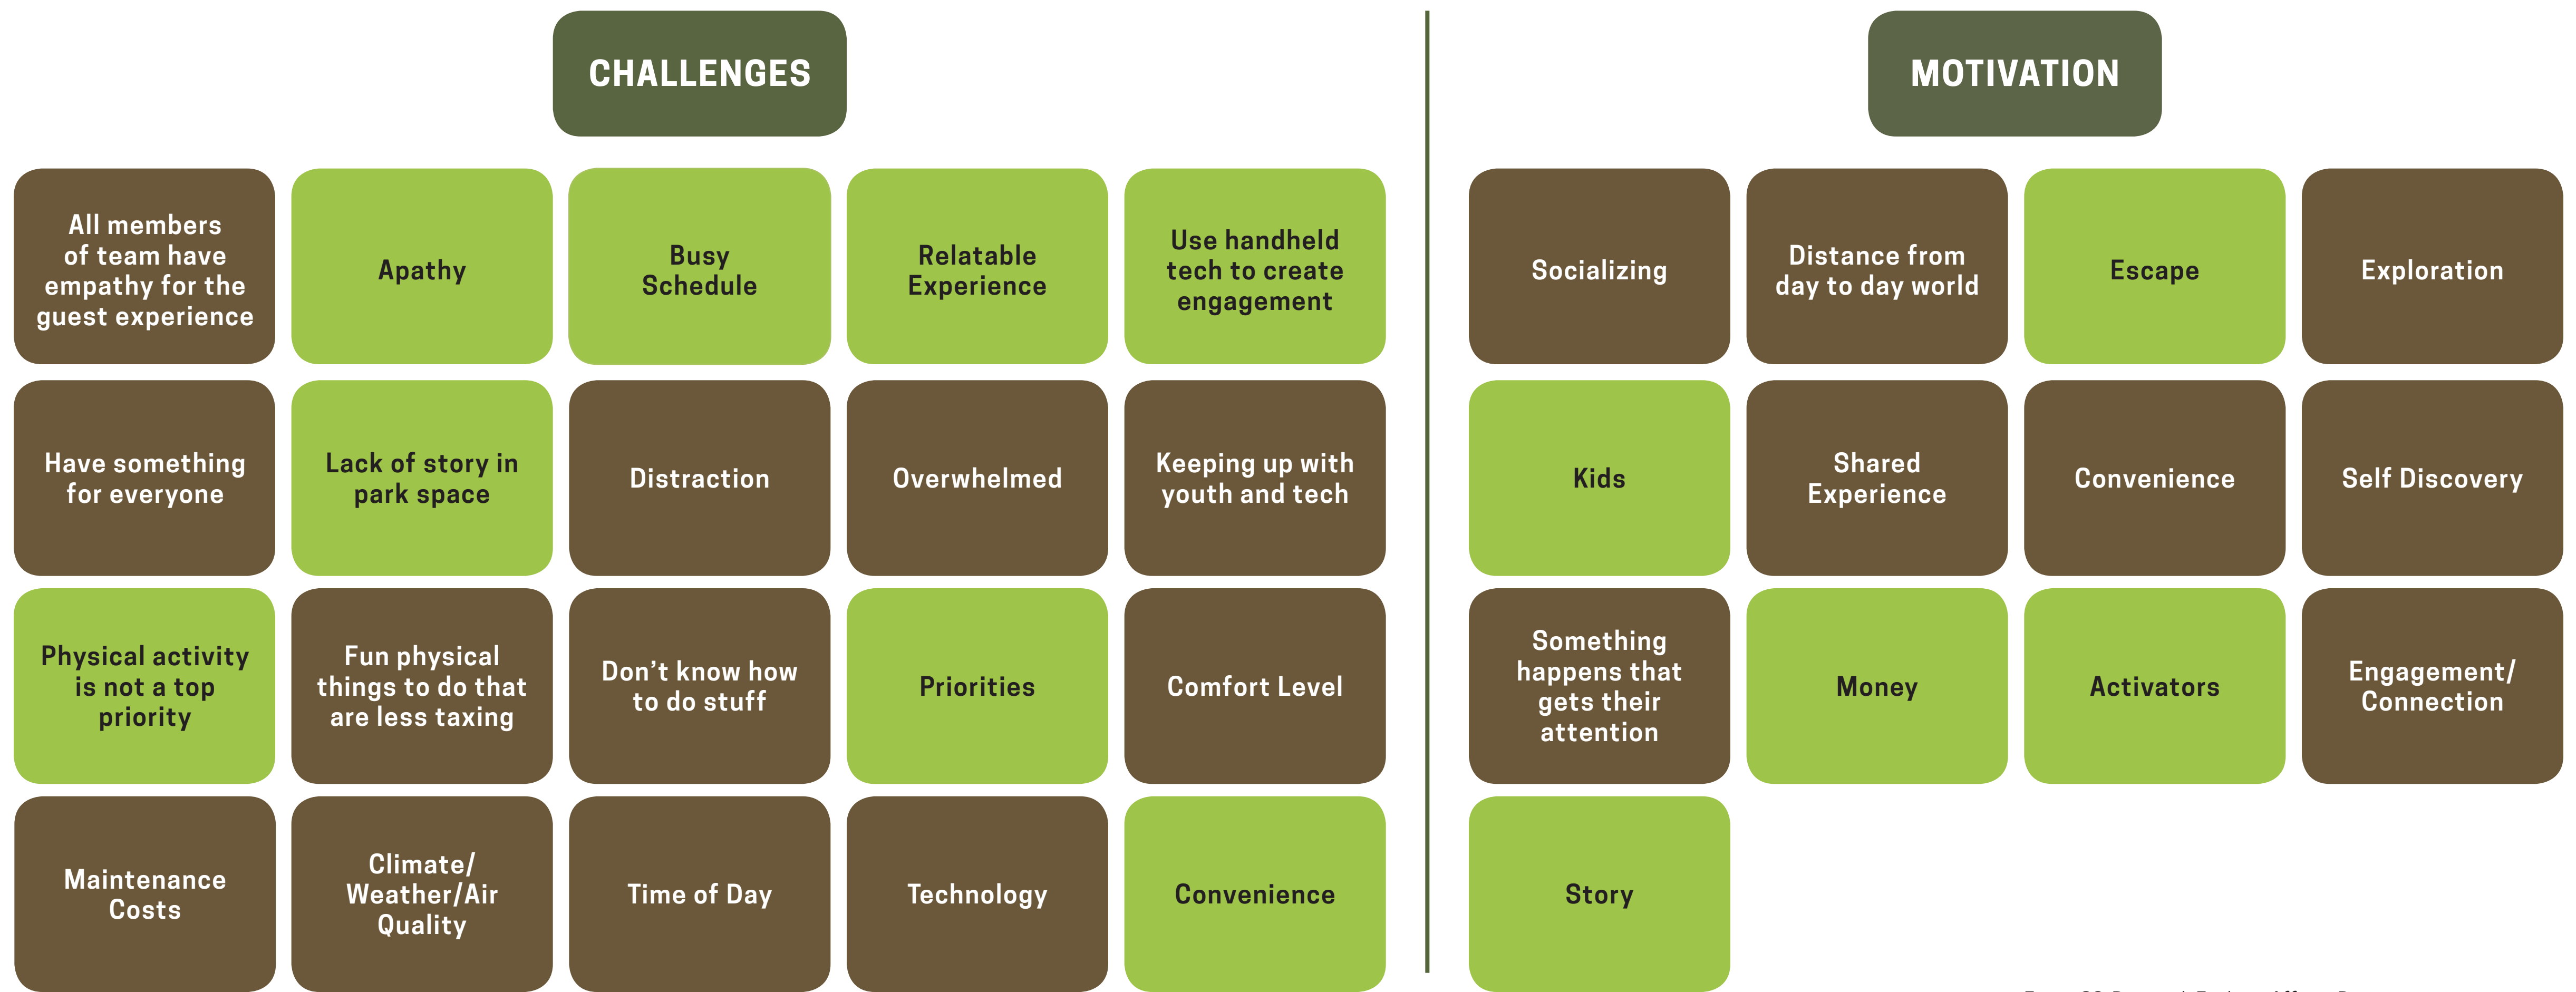 CHALLENGES
All members
of team have
empathy for the
guest experience
Apathy
Busy
Schedule
Relatable
Experience
Use handheld
tech to create
engagement
Have something
for everyone
Lack of story in
park space
Distraction
Overwhelmed
Keeping up with
youth and tech
Physical activity
is not a top
priority
Fun physical
things to do that
are less taxing
Don’t know how
to do stuff
Priorities
Comfort Level
Maintenance
Costs
Climate/
Weather/Air
Quality
Time of Day
Technology
Convenience
MOTIVATION
Socializing
Distance from
day to day world
Escape
Exploration
Kids
Shared
Experience
Convenience
Self Discovery
Something
happens that
gets their
attention
Money
Activators
Engagement/
Connection
Story